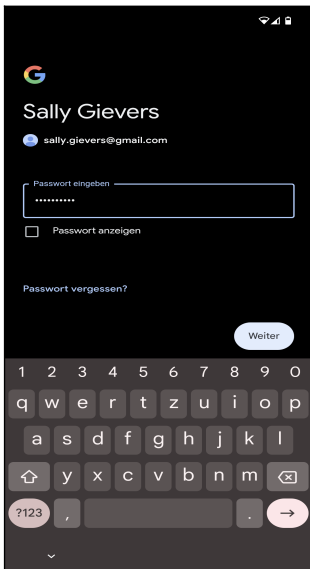 G
Sally Gievers
sally.gievers@gmail.com
Passwort eingeben
••••••••••
Passwort anzeigen
Passwort vergessen?
Weiter
1 2 3 4 5 6 7 8 9 0
q w e r t z u i o p
a s d f g h j k l
y x c v b n m
?123 , .